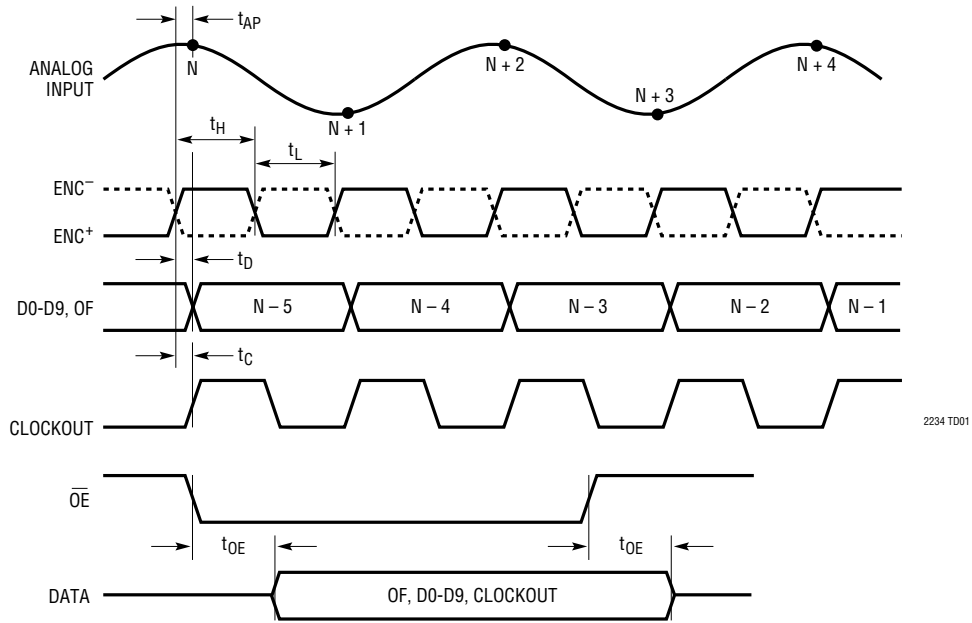 tAP
ANALOG
INPUT
N
N + 1
N + 2
N + 3
N + 4
tH
tL
ENC–
ENC+
tD
D0-D9, OF
N – 5
N – 4
N – 3
N – 2
N – 1
tC
CLOCKOUT
2234 TD01
OE
tOE
tOE
DATA
OF, D0-D9, CLOCKOUT